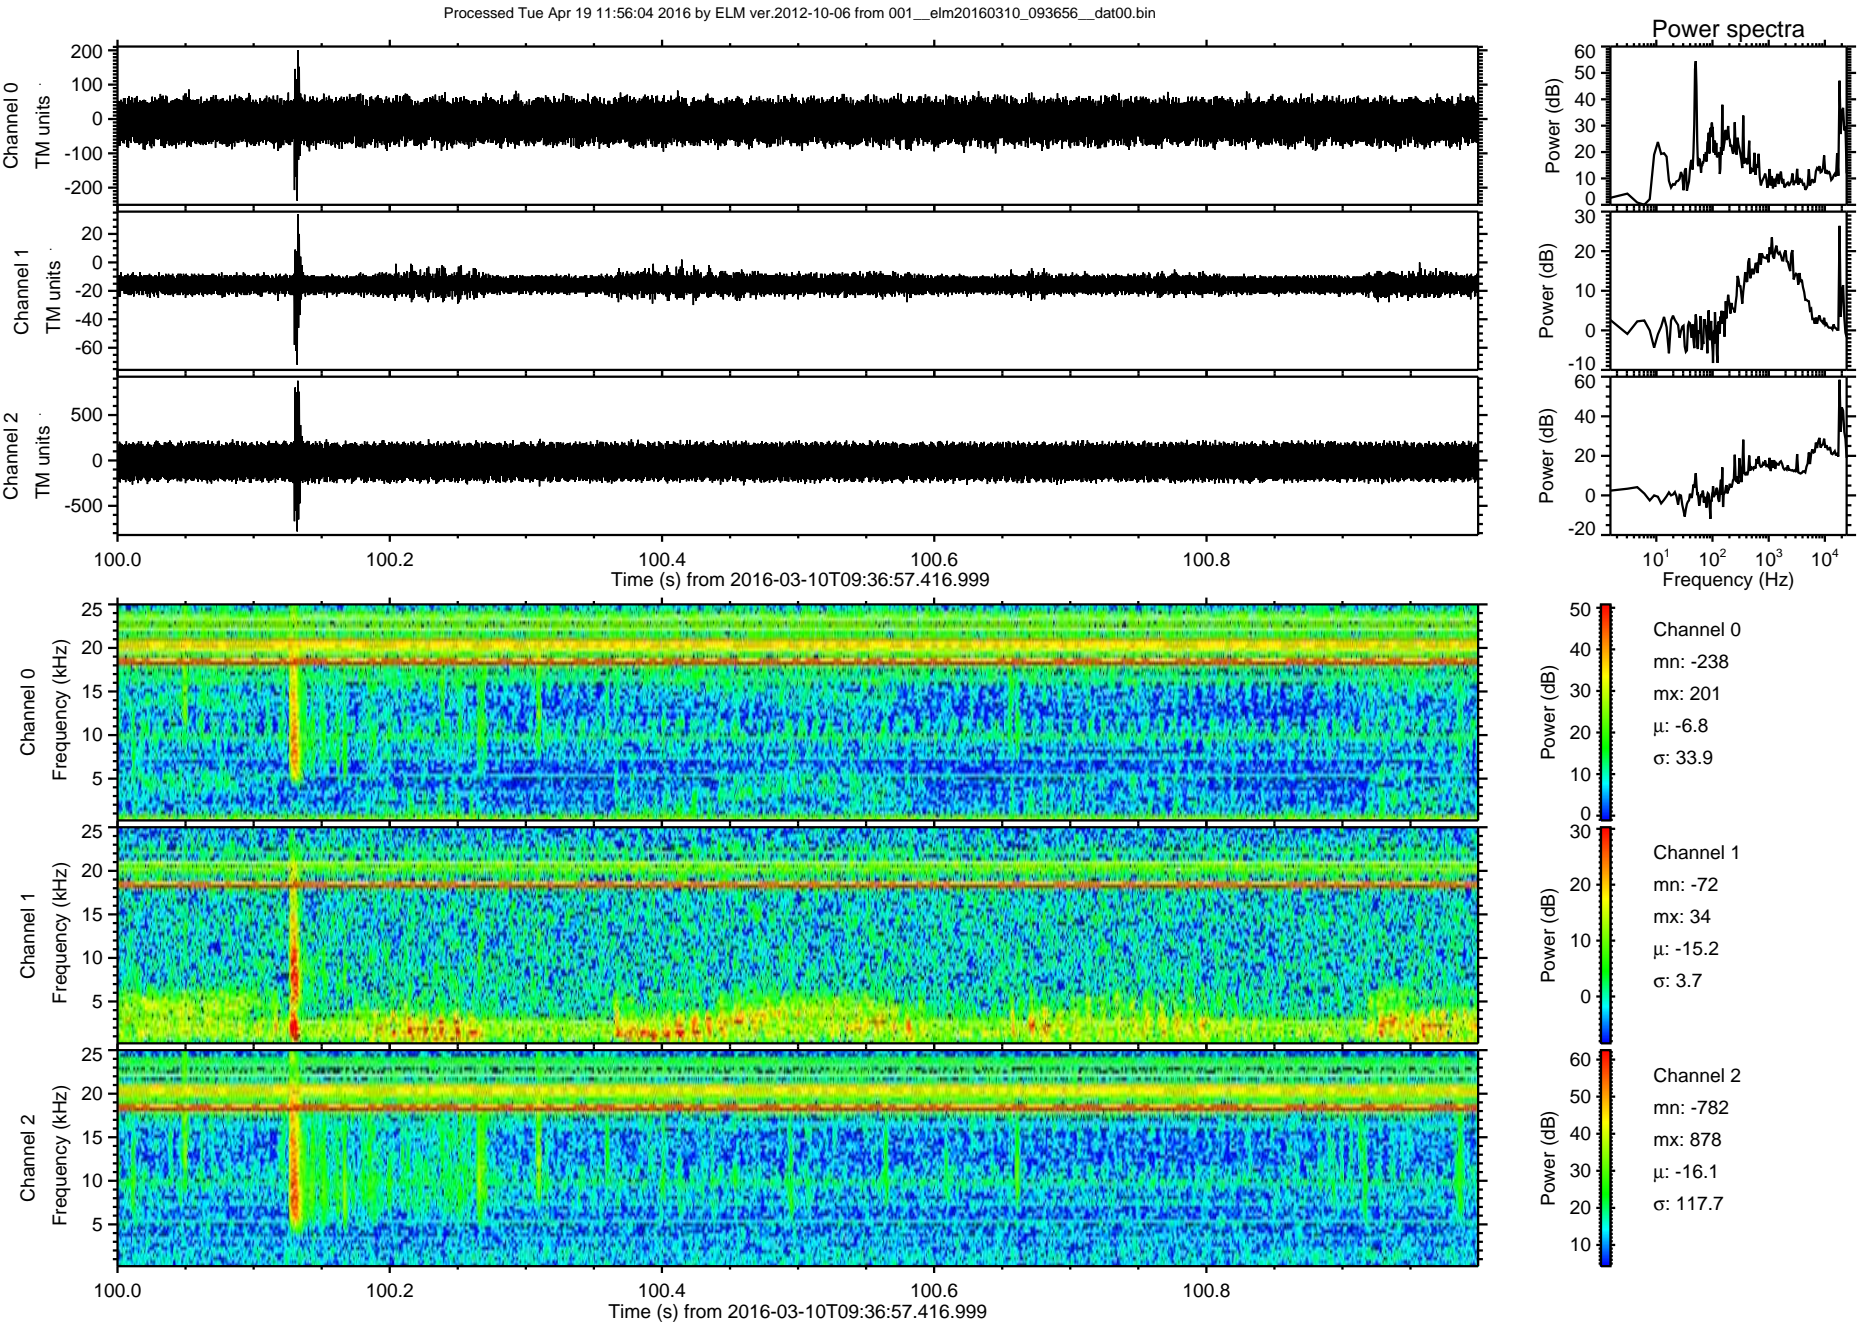 Processed Tue Apr 19 11:56:04 2016 by ELM ver.2012-10-06 from 001__elm20160310_093656__dat00.bin
Power spectra
Channel 0
TM units
200
100
0
-100
-200
Power (dB)
60
50
40
30
20
10
0
Channel 1
TM units
20
0
-20
-40
-60
Power (dB)
30
20
10
0
-10
Channel 2
TM units
500
0
-500
Power (dB)
60
40
20
0
-20
100.0 100.2 100.4 100.6 100.8
Time (s) from 2016-03-10T09:36:57.416.999
10¹ 10² 10³ 10⁴
Frequency (Hz)
Channel 0
Frequency (kHz)
25
20
15
10
5
Power (dB)
50
40
30
20
10
0
Channel 0
mn: -238
mx: 201
μ: -6.8
σ: 33.9
Channel 1
Frequency (kHz)
25
20
15
10
5
Power (dB)
30
20
10
0
Channel 1
mn: -72
mx: 34
μ: -15.2
σ: 3.7
Channel 2
Frequency (kHz)
25
20
15
10
5
Power (dB)
60
50
40
30
20
10
Channel 2
mn: -782
mx: 878
μ: -16.1
σ: 117.7
100.0 100.2 100.4 100.6 100.8
Time (s) from 2016-03-10T09:36:57.416.999